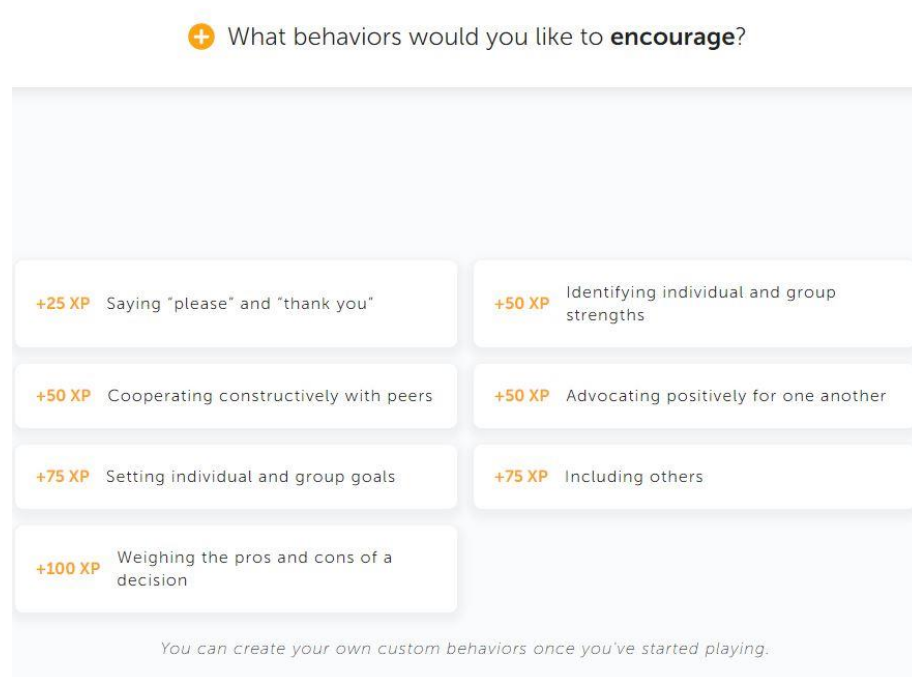 What behaviors would you like to encourage?
+25 XP Saying “please” and “thank you”
+50 XP Identifying individual and group
strengths
+50 XP Cooperating constructively with peers
+50 XP Advocating positively for one another
+75 XP Setting individual and group goals
+75 XP Including others
+100 XP Weighing the pros and cons of a
decision
You can create your own custom behaviors once you've started playing.